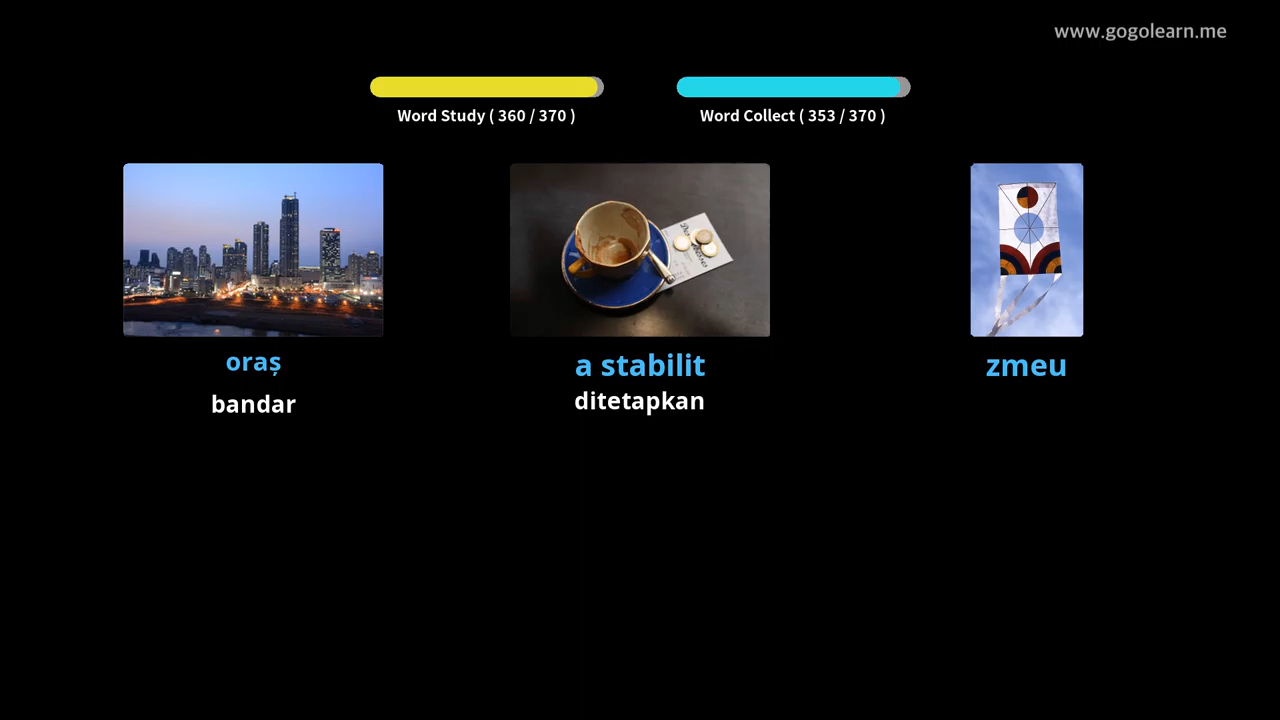 www.gogolearn.me
Word Study ( 360 / 370 )
Word Collect ( 353 / 370 )
oraș
a stabilit
zmeu
bandar
ditetapkan